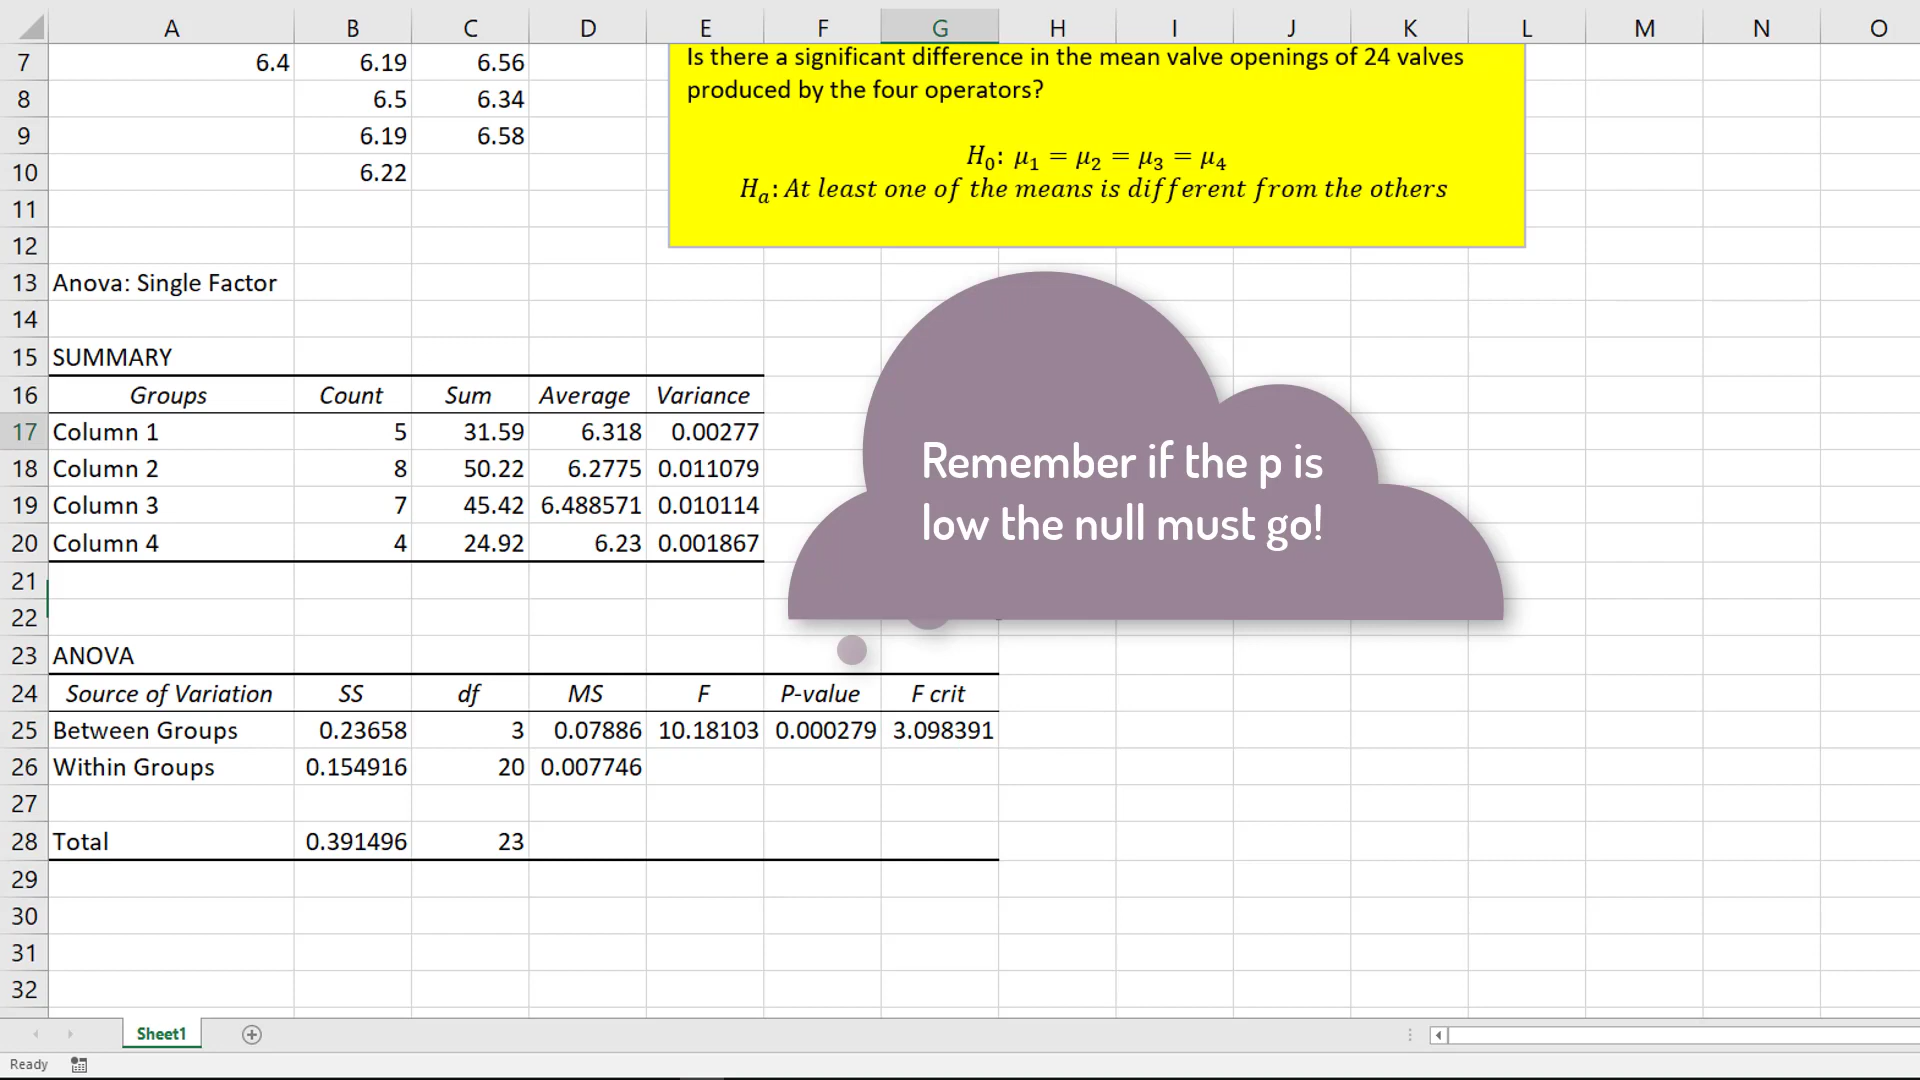 A B C D E F G H I J K L M N O
7 6.4 6.19 6.56
8 6.5 6.34
9 6.19 6.58
10 6.22
11
12
Is there a significant difference in the mean valve openings of 24 valves
produced by the four operators?
H₀: μ₁ = μ₂ = μ₃ = μ₄
Hₐ: At least one of the means is different from the others
13 Anova: Single Factor
14
15 SUMMARY
16 Groups Count Sum Average Variance
17 Column 1 5 31.59 6.318 0.00277
18 Column 2 8 50.22 6.2775 0.011079
19 Column 3 7 45.42 6.488571 0.010114
20 Column 4 4 24.92 6.23 0.001867
Remember if the p is
low the null must go!
21
22
23 ANOVA
24 Source of Variation SS df MS F P-value F crit
25 Between Groups 0.23658 3 0.07886 10.18103 0.000279 3.098391
26 Within Groups 0.154916 20 0.007746
27
28 Total 0.391496 23
29
30
31
32
Sheet1
Ready